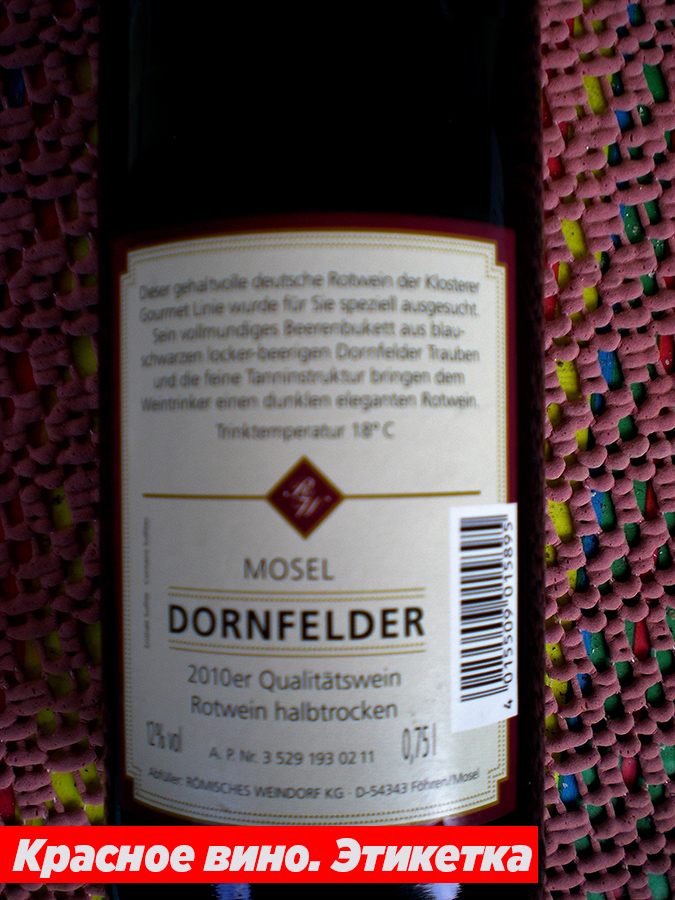 Dieser gehaltvolle deutsche Rotwein der Klosterer
Gourmet Linie wurde für Sie speziell ausgesucht.
Sein vollmundiges Beerenbukett aus blau-
schwarzen locker-beerigen Dornfelder Trauben
und die feine Tanninstruktur bringen dem
Weintrinker einen dunklen eleganten Rotwein.
Trinktemperatur 18° C
MOSEL
DORNFELDER
2010er Qualitätswein
Rotwein halbtrocken
12% vol
A. P. Nr. 3 529 193 02 11
0,75 l
Abfüller: RÖMISCHES WEINDORF KG · D-54343 Föhren/Mosel
4 015509 015895
Красное вино. Этикетка